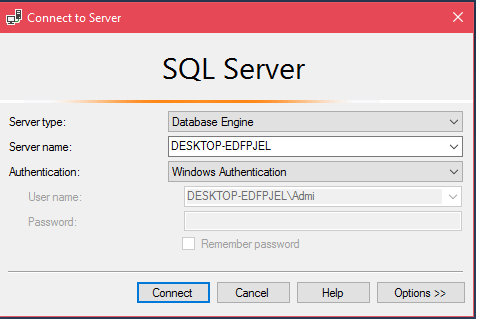 Connect to Server
SQL Server
Server type: Database Engine
Server name: DESKTOP-EDFPJEL
Authentication: Windows Authentication
User name: DESKTOP-EDFPJEL\Admi
Password:
Remember password
Connect Cancel Help Options >>